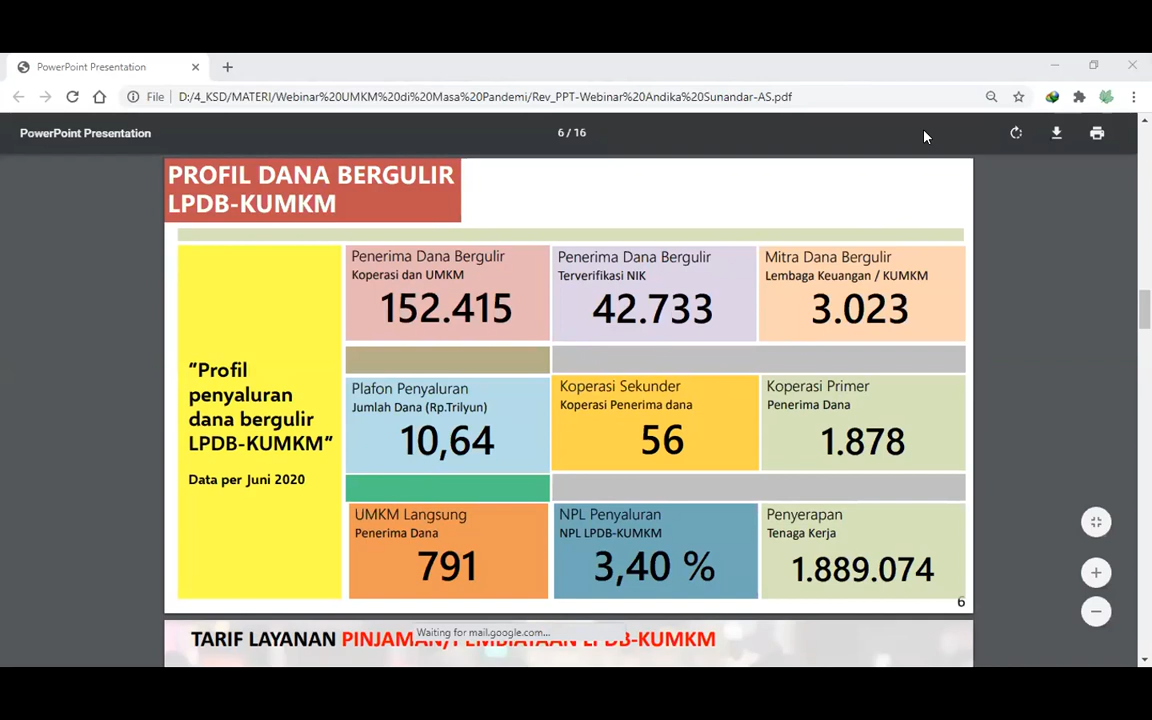 PowerPoint Presentation
File D:/4_KSD/MATERI/Webinar%20UMKM%20di%20Masa%20Pandemi/Rev_PPT-Webinar%20Andika%20Sunandar-AS.pdf
PowerPoint Presentation
6 / 16
PROFIL DANA BERGULIR
LPDB-KUMKM
"Profil
penyaluran
dana bergulir
LPDB-KUMKM"
Data per Juni 2020
Penerima Dana Bergulir
Koperasi dan UMKM
152.415
Penerima Dana Bergulir
Terverifikasi NIK
42.733
Mitra Dana Bergulir
Lembaga Keuangan / KUMKM
3.023
Plafon Penyaluran
Jumlah Dana (Rp.Trilyun)
10,64
Koperasi Sekunder
Koperasi Penerima dana
56
Koperasi Primer
Penerima Dana
1.878
UMKM Langsung
Penerima Dana
791
NPL Penyaluran
NPL LPDB-KUMKM
3,40 %
Penyerapan
Tenaga Kerja
1.889.074
6
Waiting for mail.google.com...
TARIF LAYANAN PINJAMAN/PEMBIAYAAN LPDB-KUMKM